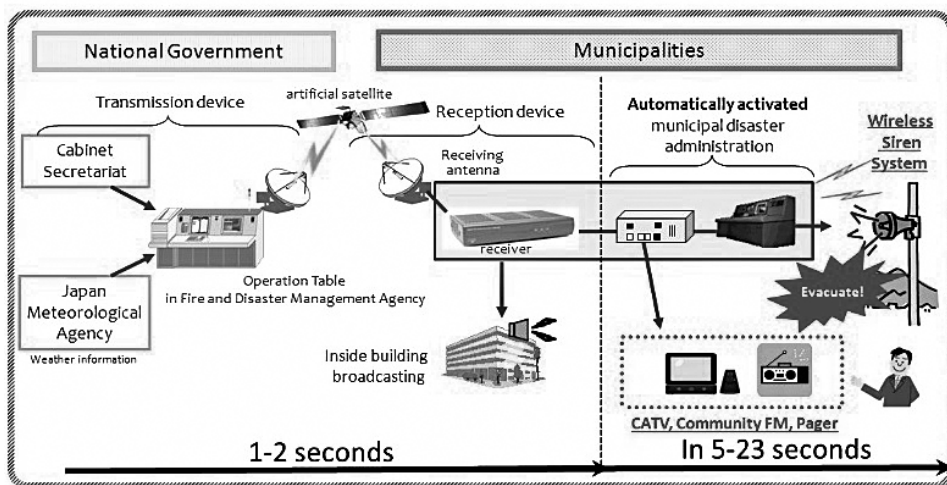 National Government
Municipalities
Transmission device
artificial satellite
Reception device
Automatically activated
municipal disaster
administration
Wireless
Siren
System
Cabinet
Secretariat
Receiving
antenna
receiver
Operation Table
in Fire and Disaster Management Agency
Japan
Meteorological
Agency
Weather information
Evacuate!
Inside building
broadcasting
CATV, Community FM, Pager
1-2 seconds
In 5-23 seconds